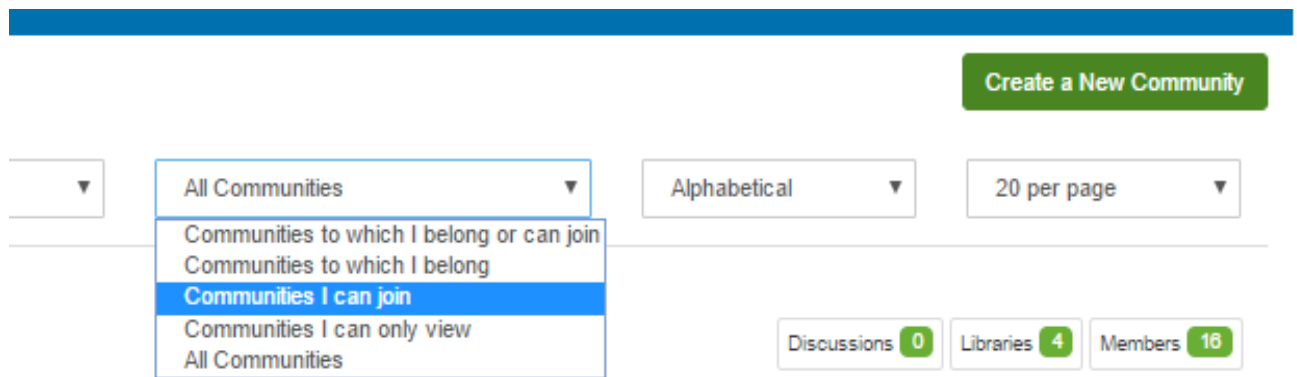 Create a New Community
All Communities ▼ Alphabetical ▼ 20 per page ▼
Communities to which I belong or can join
Communities to which I belong
Communities I can join
Communities I can only view
All Communities
Discussions 0 Libraries 4 Members 16